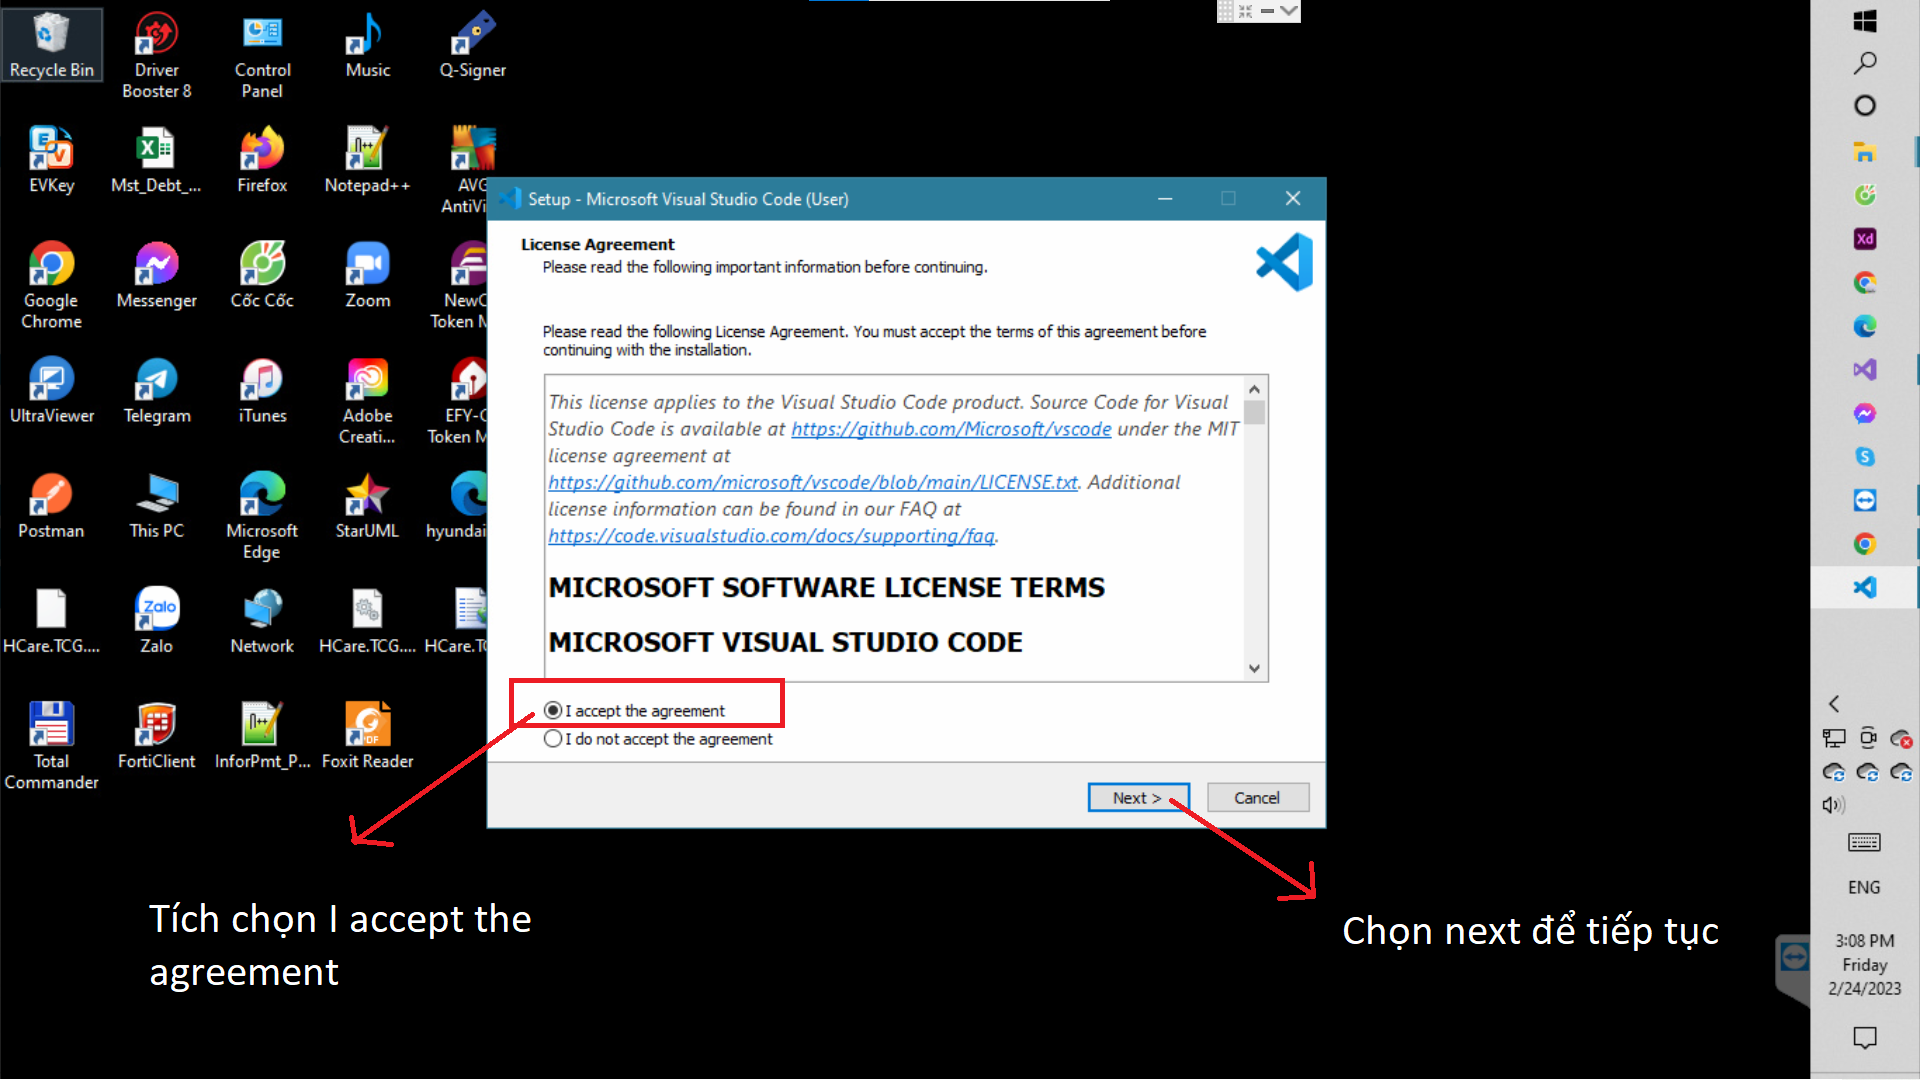 Recycle Bin
Driver
Booster 8
Control
Panel
Music
Q-Signer
EVKey
Mst_Debt_...
Firefox
Notepad++
AVG
AntiVi
Google
Chrome
Messenger
Cốc Cốc
Zoom
NewC
Token M
UltraViewer
Telegram
iTunes
Adobe
Creati...
EFY-C
Token M
Postman
This PC
Microsoft
Edge
StarUML
hyundai
HCare.TCG....
Zalo
Zalo
Network
HCare.TCG....
HCare.TC
Total
Commander
FortiClient
InforPmt_P...
PDF
Foxit Reader
Setup - Microsoft Visual Studio Code (User)
License Agreement
Please read the following important information before continuing.
Please read the following License Agreement. You must accept the terms of this agreement before
continuing with the installation.
This license applies to the Visual Studio Code product. Source Code for Visual
Studio Code is available at https://github.com/Microsoft/vscode under the MIT
license agreement at
https://github.com/microsoft/vscode/blob/main/LICENSE.txt. Additional
license information can be found in our FAQ at
https://code.visualstudio.com/docs/supporting/faq.
MICROSOFT SOFTWARE LICENSE TERMS
MICROSOFT VISUAL STUDIO CODE
I accept the agreement
I do not accept the agreement
Next >
Cancel
Tích chọn I accept the
agreement
Chọn next để tiếp tục
Xd
ENG
3:08 PM
Friday
2/24/2023